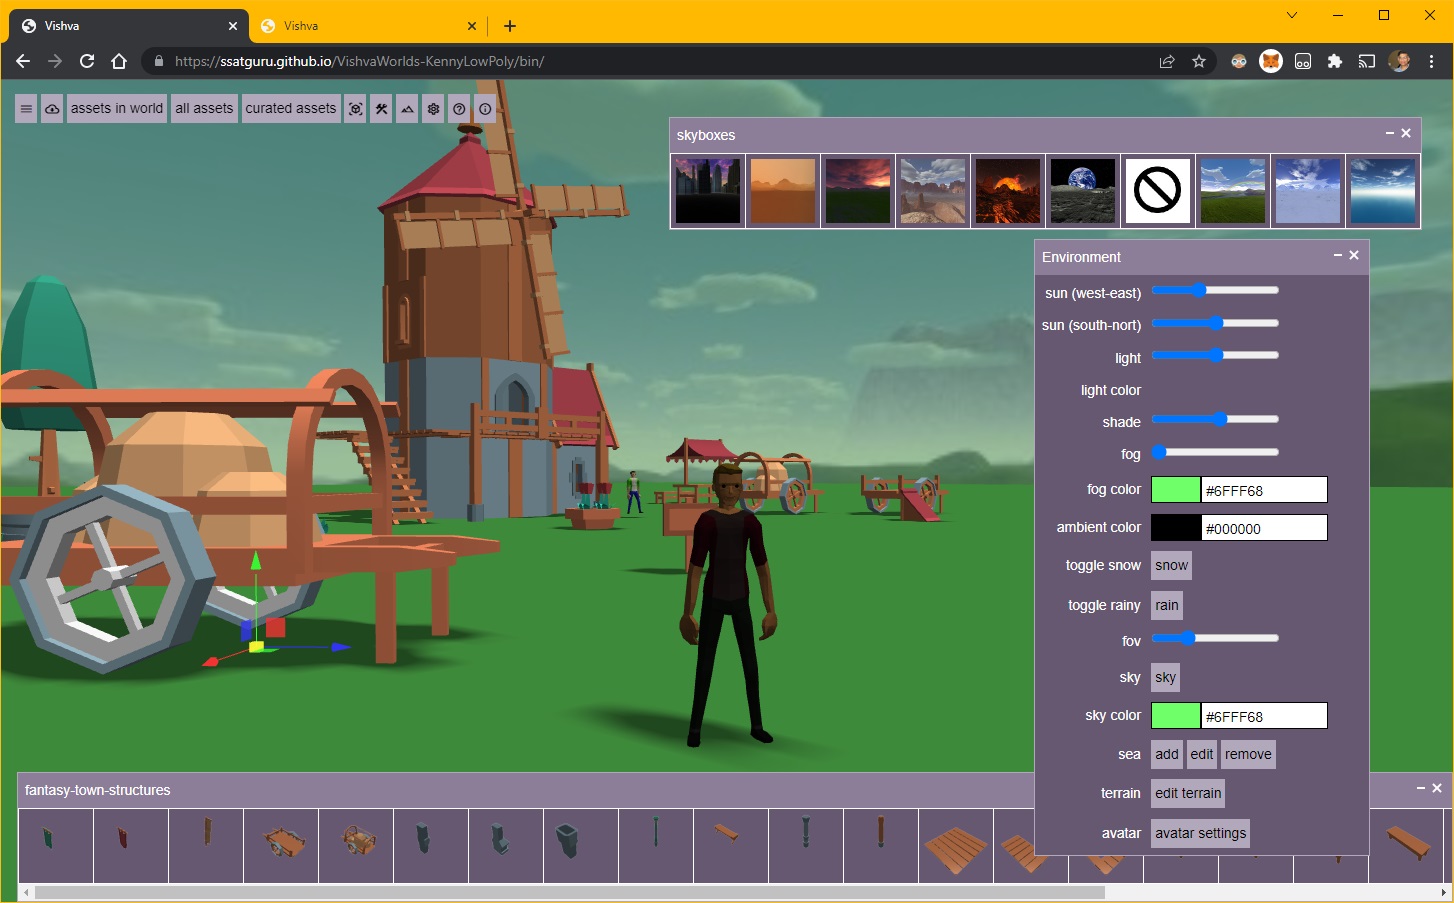 Vishva
Vishva
https://ssatguru.github.io/VishvaWorlds-KennyLowPoly/bin/
assets in world
all assets
curated assets
skyboxes
Environment
sun (west-east)
sun (south-nort)
light
light color
shade
fog
fog color #6FFF68
ambient color #000000
toggle snow snow
toggle rainy rain
fov
sky sky
sky color #6FFF68
sea add edit remove
terrain edit terrain
avatar avatar settings
fantasy-town-structures